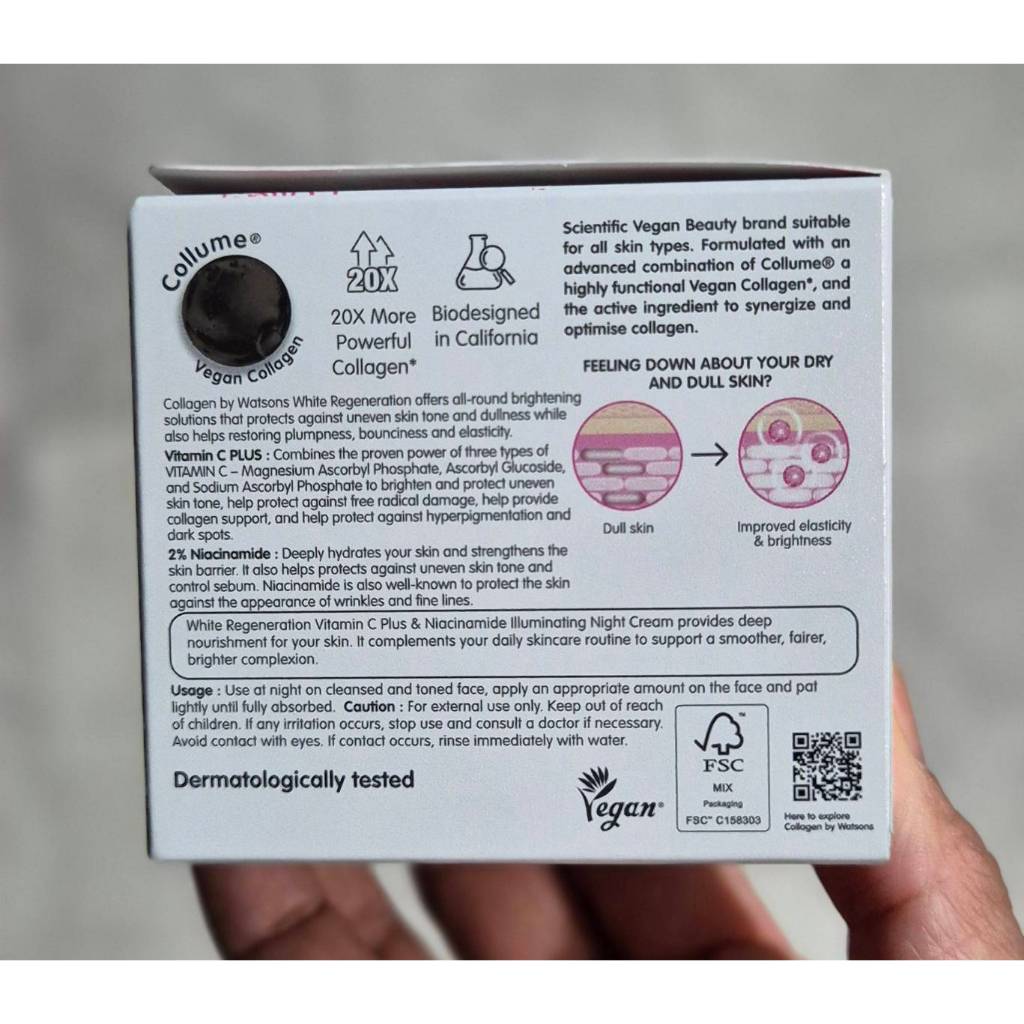 Collume®
Vegan Collagen
20X
20X More
Powerful
Collagen*
Biodesigned
in California
Scientific Vegan Beauty brand suitable
for all skin types. Formulated with an
advanced combination of Collume® a
highly functional Vegan Collagen*, and
the active ingredient to synergize and
optimise collagen.
FEELING DOWN ABOUT YOUR DRY
AND DULL SKIN?
Dull skin
Improved elasticity
& brightness
Collagen by Watsons White Regeneration offers all-round brightening
solutions that protects against uneven skin tone and dullness while
also helps restoring plumpness, bounciness and elasticity.
Vitamin C PLUS : Combines the proven power of three types of
VITAMIN C – Magnesium Ascorbyl Phosphate, Ascorbyl Glucoside,
and Sodium Ascorbyl Phosphate to brighten and protect uneven
skin tone, help protect against free radical damage, help provide
collagen support, and help protect against hyperpigmentation and
dark spots.
2% Niacinamide : Deeply hydrates your skin and strengthens the
skin barrier. It also helps protects against uneven skin tone and
control sebum. Niacinamide is also well-known to protect the skin
against the appearance of wrinkles and fine lines.
White Regeneration Vitamin C Plus & Niacinamide Illuminating Night Cream provides deep
nourishment for your skin. It complements your daily skincare routine to support a smoother, fairer,
brighter complexion.
Usage : Use at night on cleansed and toned face, apply an appropriate amount on the face and pat
lightly until fully absorbed. Caution : For external use only. Keep out of reach
of children. If any irritation occurs, stop use and consult a doctor if necessary.
Avoid contact with eyes. If contact occurs, rinse immediately with water.
Dermatologically tested
Vegan®
FSC
MIX
Packaging
FSC™ C158303
Here to explore
Collagen by Watsons